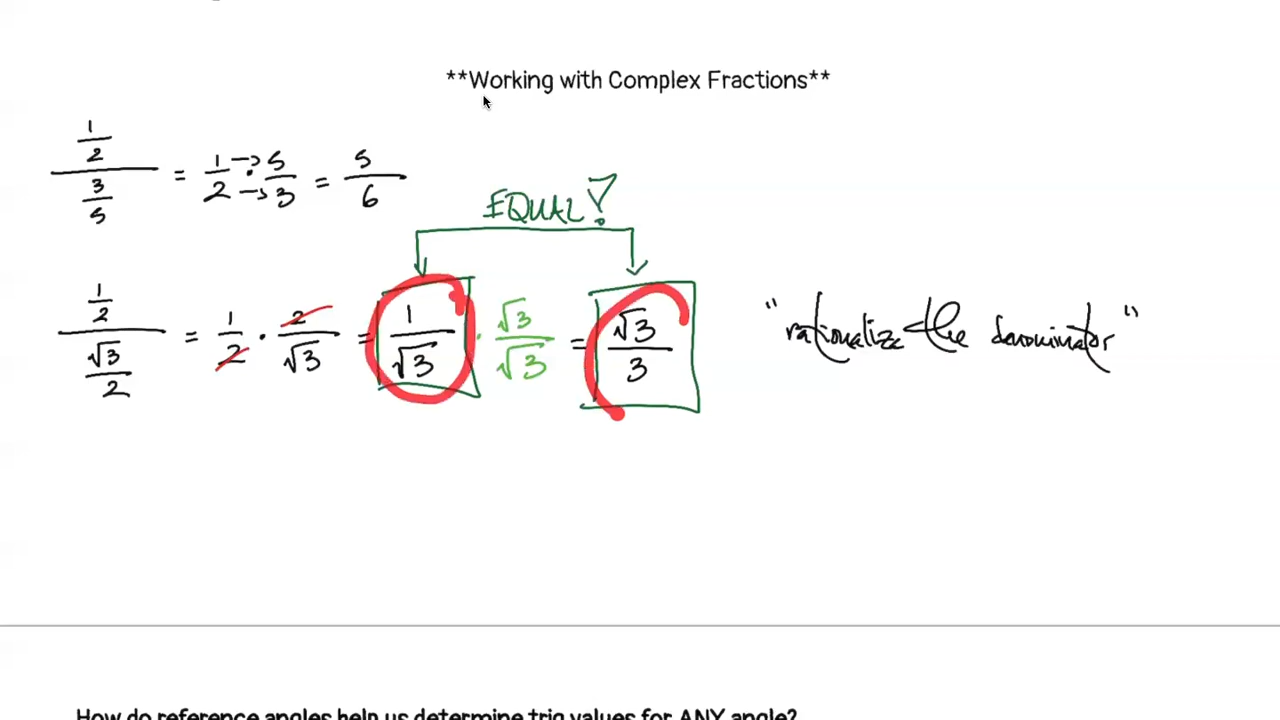 **Working with Complex Fractions**
1/2 / 3/5 = 1/2 → · → 5/3 = 5/6
EQUAL!
1/2 / √3/2 = 1/2 · 2/√3 = 1/√3 · √3/√3 = √3/3
"rationalize the denominator"
How do reference angles help us determine trig values for ANY angle?